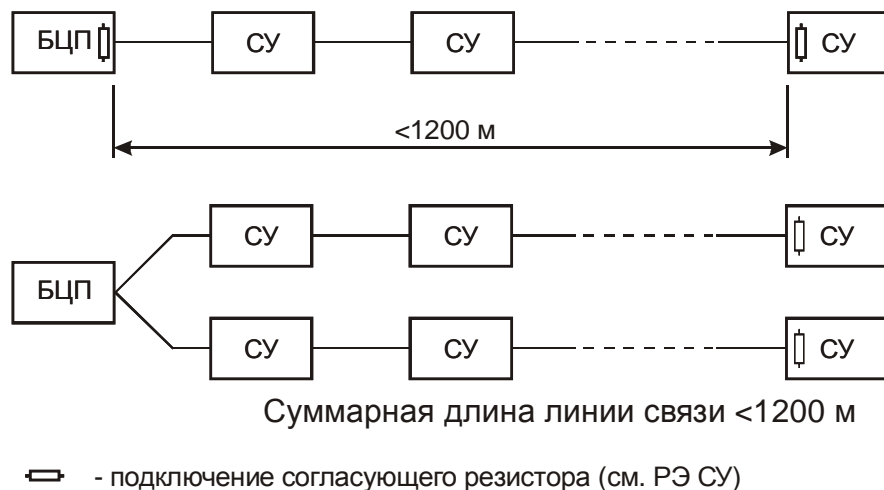 БЦП СУ СУ СУ
<1200 м
СУ СУ СУ
БЦП
СУ СУ СУ
Суммарная длина линии связи <1200 м
- подключение согласующего резистора (см. РЭ СУ)